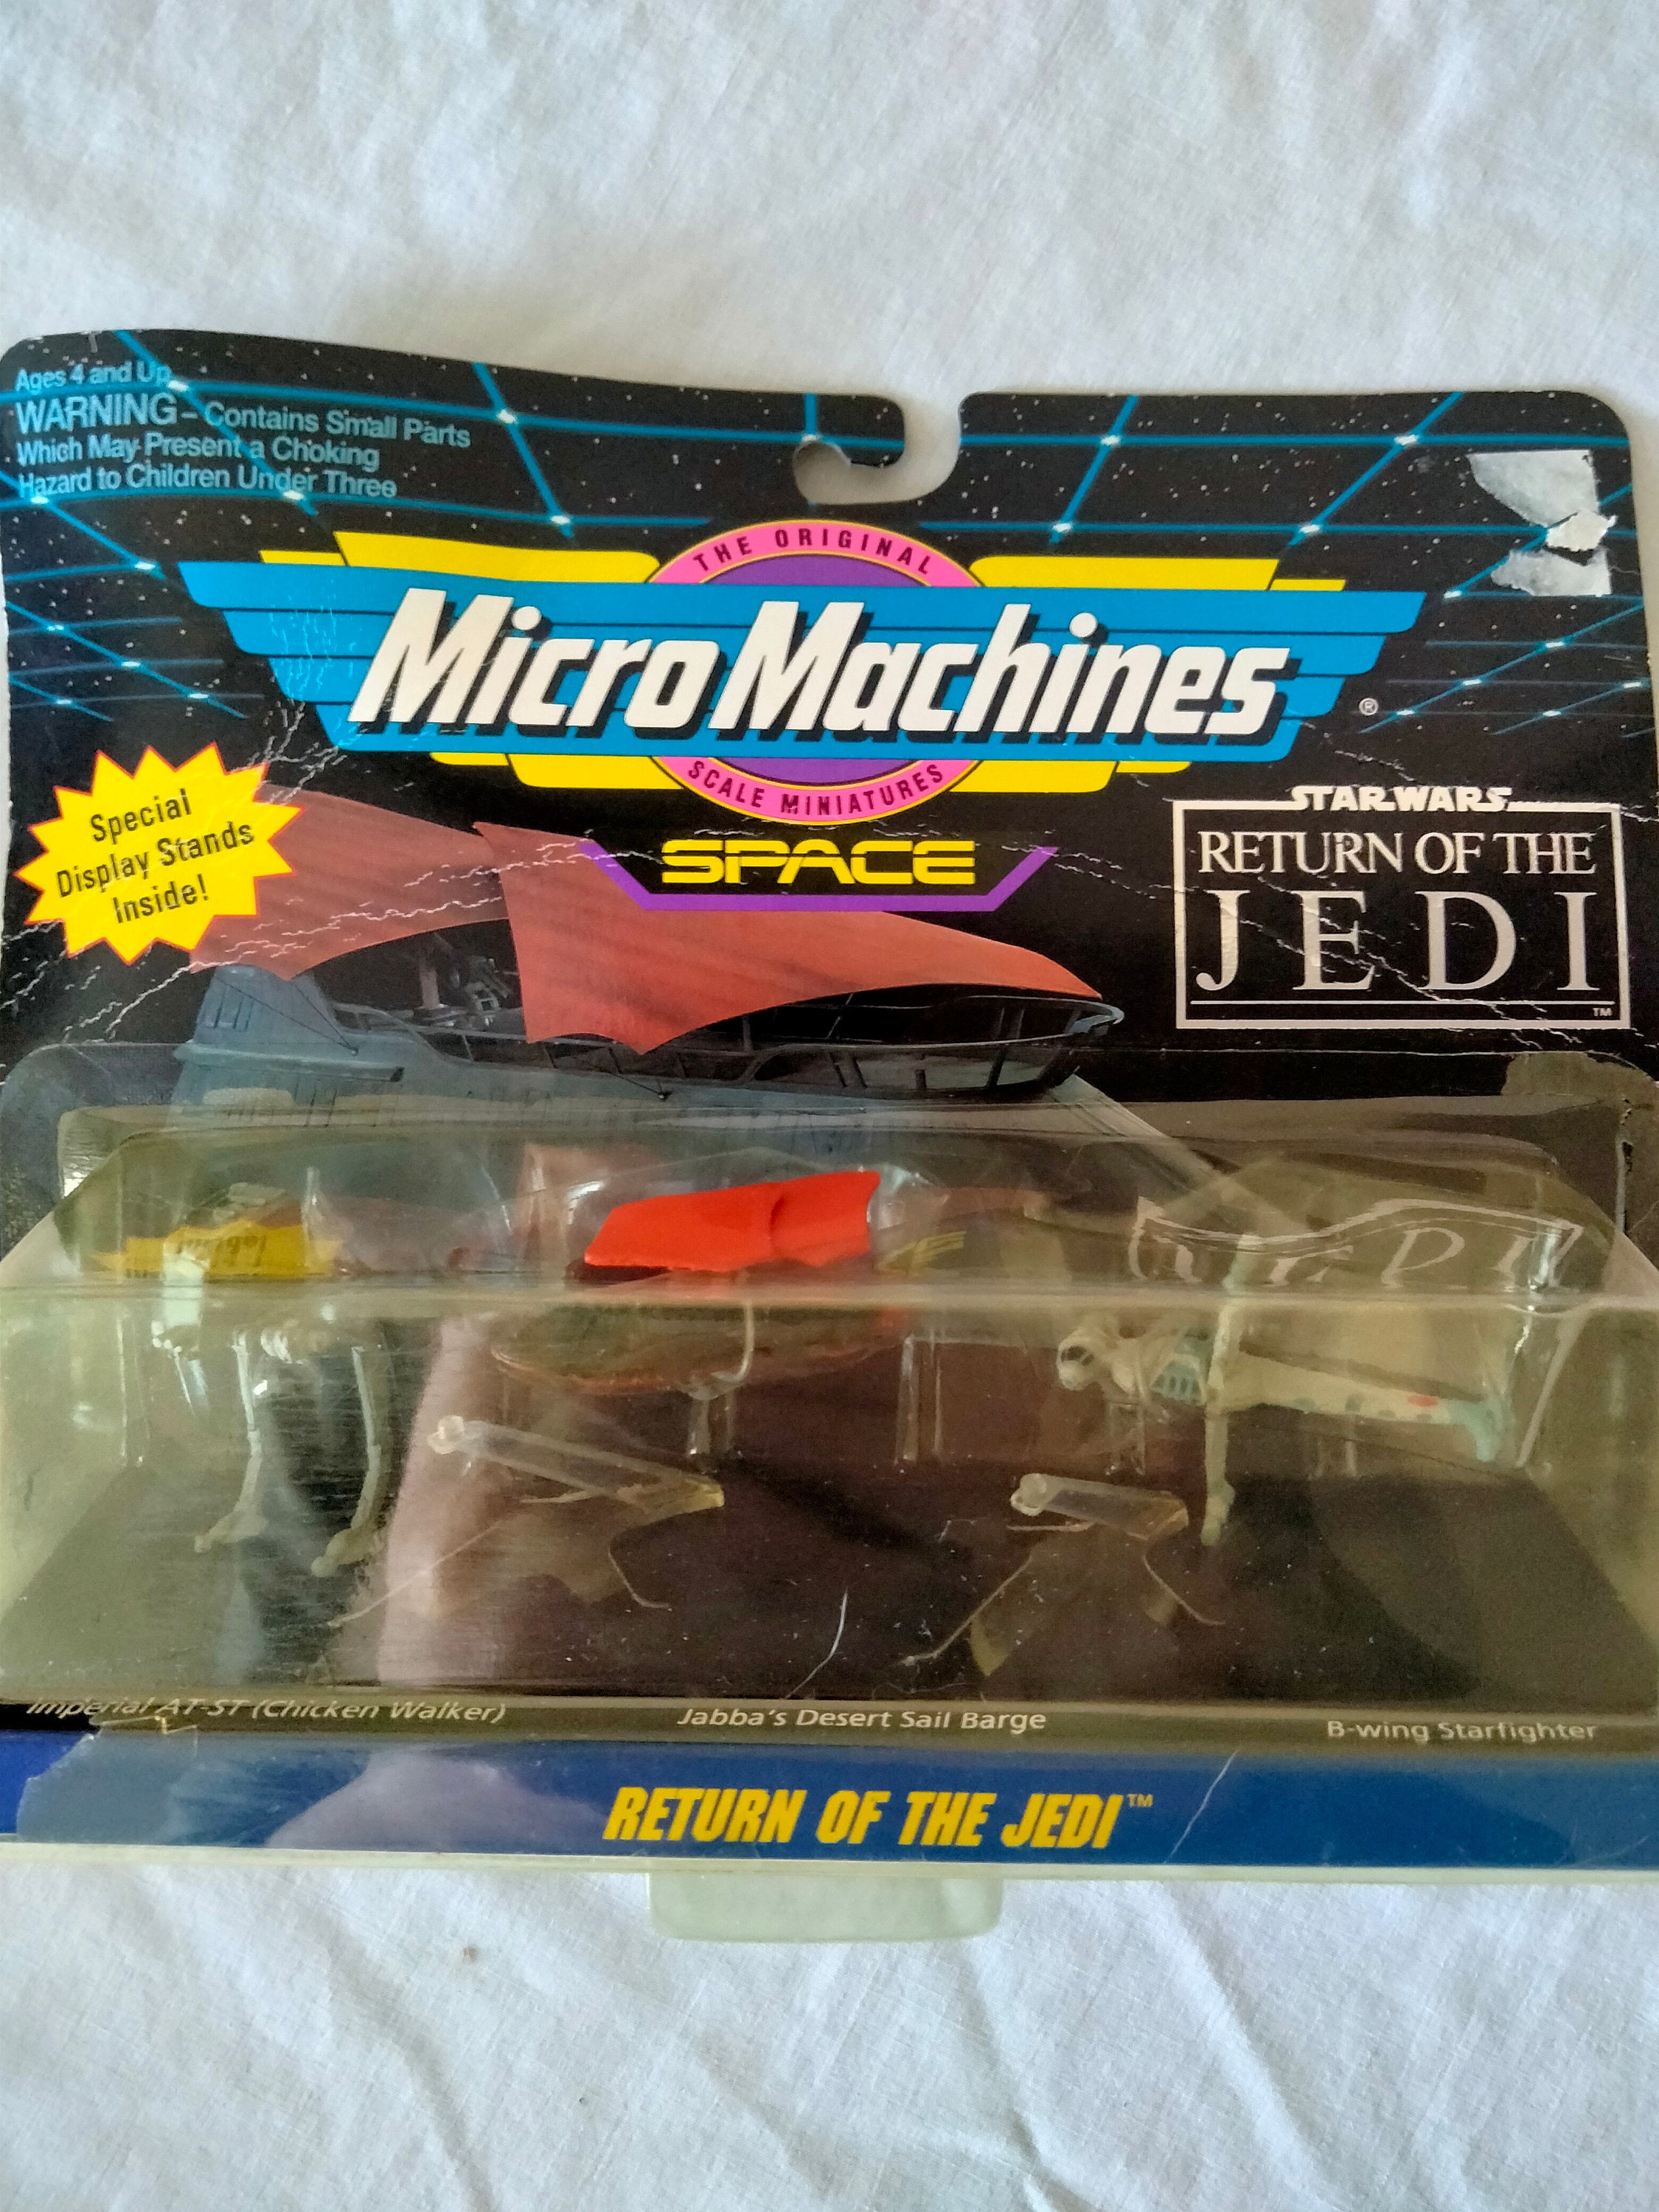 Ages 4 and Up
WARNING – Contains Small Parts
Which May Present a Choking
Hazard to Children Under Three
THE ORIGINAL
Micro Machines ®
SCALE MINIATURES
SPACE
Special
Display Stands
Inside!
STAR WARS
RETURN OF THE
JEDI
TM
Imperial AT-ST (Chicken Walker)
Jabba's Desert Sail Barge
B-wing Starfighter
RETURN OF THE JEDI™